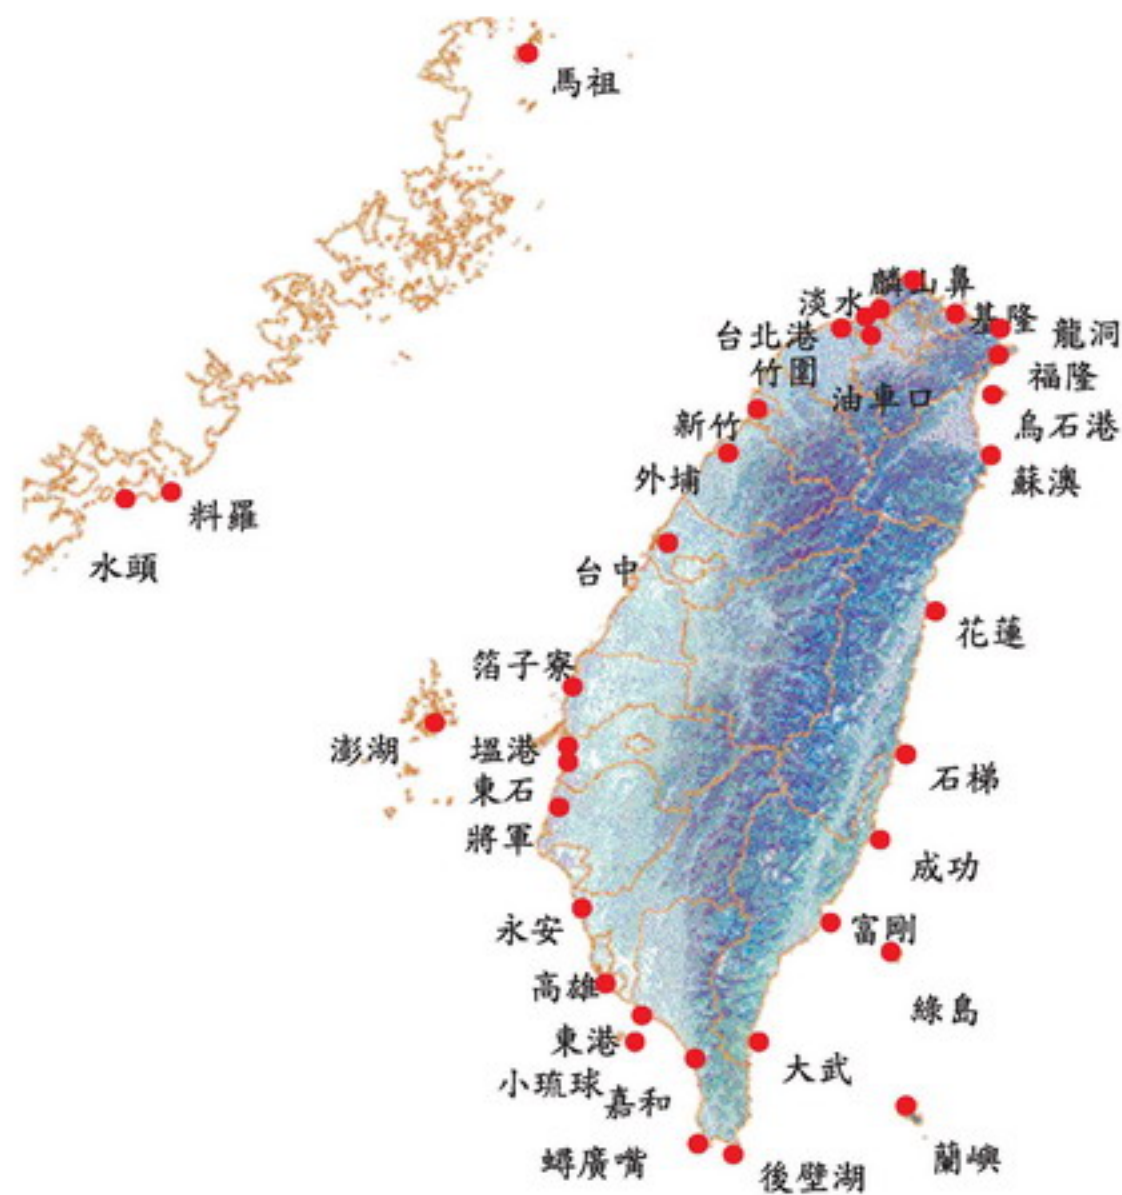 馬祖
麟山鼻
淡水
基隆
台北港
龍洞
竹圍
福隆
油車口
新竹
烏石港
外埔
蘇澳
料羅
水頭
台中
花蓮
箔子寮
澎湖
塭港
石梯
東石
將軍
成功
永安
富剛
高雄
綠島
東港
大武
小琉球
嘉和
蟳廣嘴
後壁湖
蘭嶼